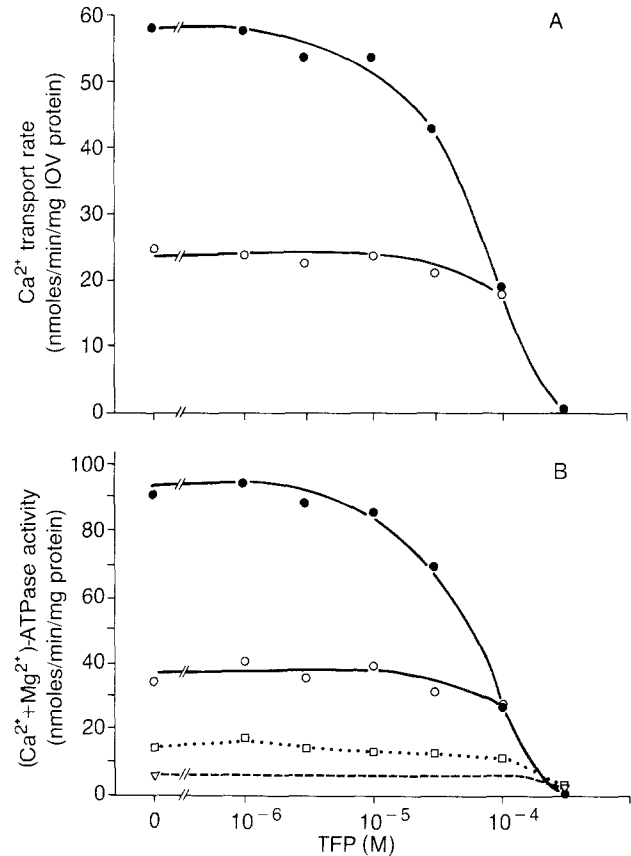 A
60
50
40
30
20
10
0
Ca²⁺ transport rate
(nmoles/min/mg IOV protein)
B
100
80
60
40
20
0
(Ca²⁺+Mg²⁺)-ATPase activity
(nmoles/min/mg protein)
0
10⁻⁶
10⁻⁵
10⁻⁴
TFP (M)